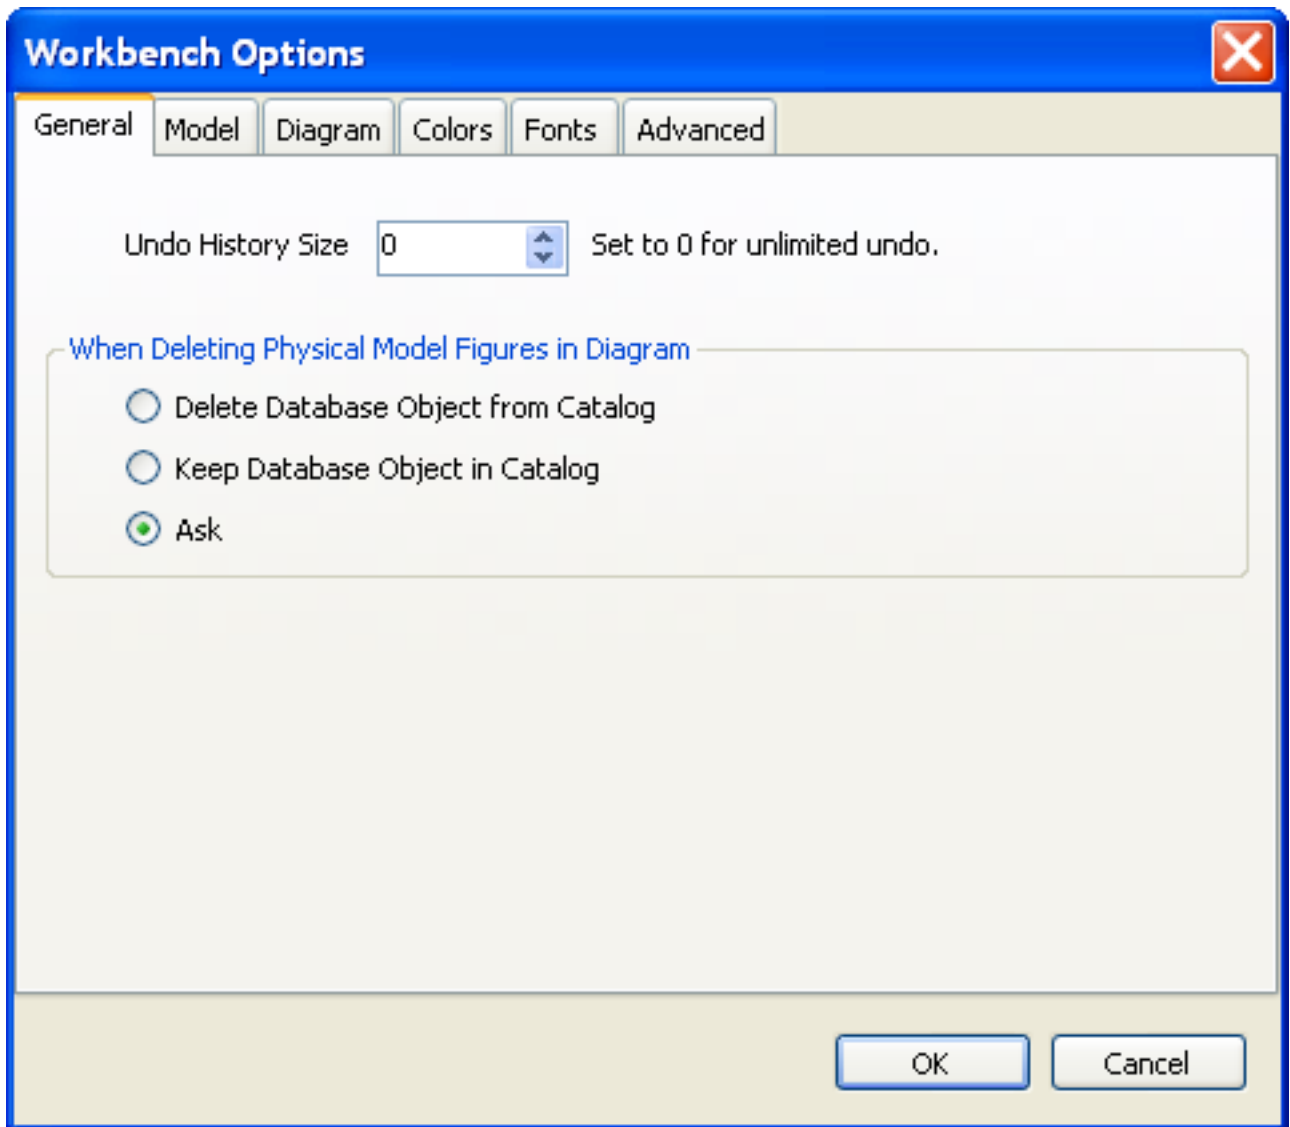 Workbench Options
General Model Diagram Colors Fonts Advanced
Undo History Size 0 Set to 0 for unlimited undo.
When Deleting Physical Model Figures in Diagram
Delete Database Object from Catalog
Keep Database Object in Catalog
Ask
OK Cancel